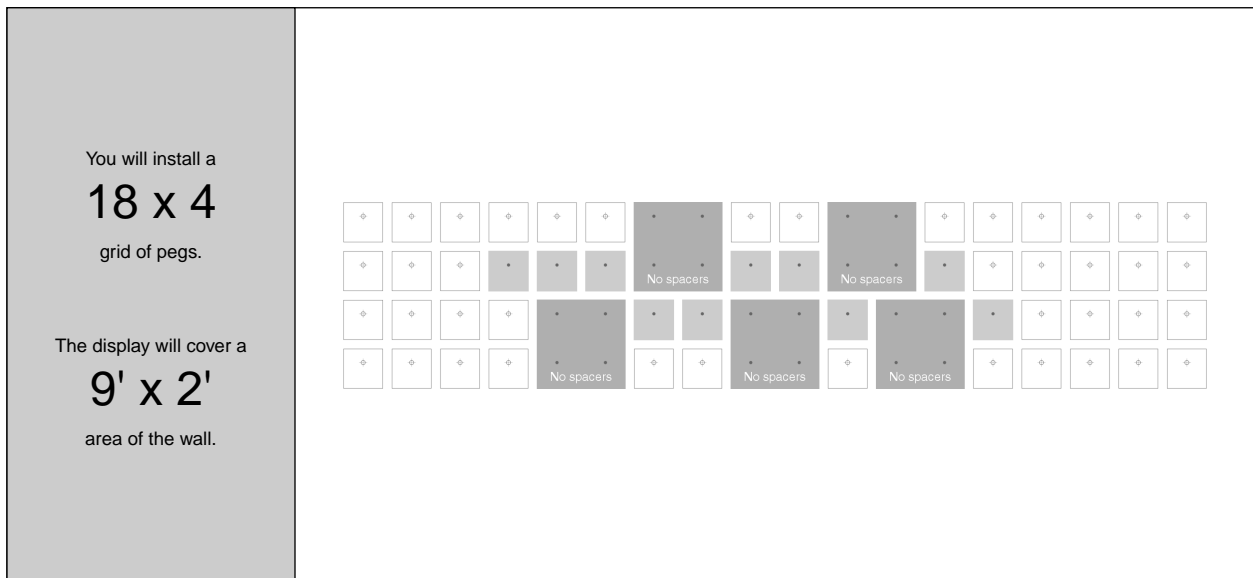 You will install a
18 x 4
grid of pegs.
The display will cover a
9' x 2'
area of the wall.
No spacers
No spacers
No spacers
No spacers
No spacers